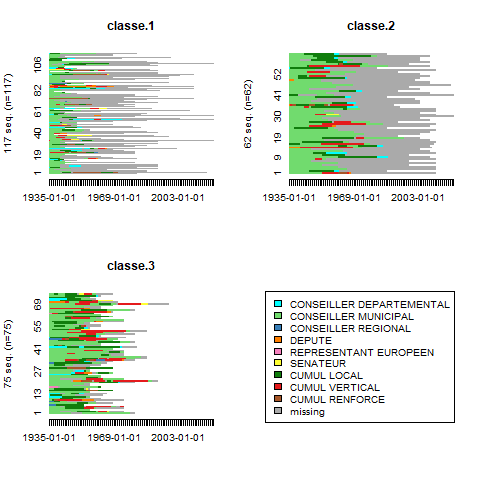 classe.1
117 seq. (n=117)
106
82
61
40
19
1
1935-01-01 1969-01-01 2003-01-01
classe.2
62 seq. (n=62)
52
41
30
19
9
1
1935-01-01 1969-01-01 2003-01-01
classe.3
75 seq. (n=75)
69
55
41
27
13
1
1935-01-01 1969-01-01 2003-01-01
CONSEILLER DEPARTEMENTAL
CONSEILLER MUNICIPAL
CONSEILLER REGIONAL
DEPUTE
REPRESENTANT EUROPEEN
SENATEUR
CUMUL LOCAL
CUMUL VERTICAL
CUMUL RENFORCE
missing